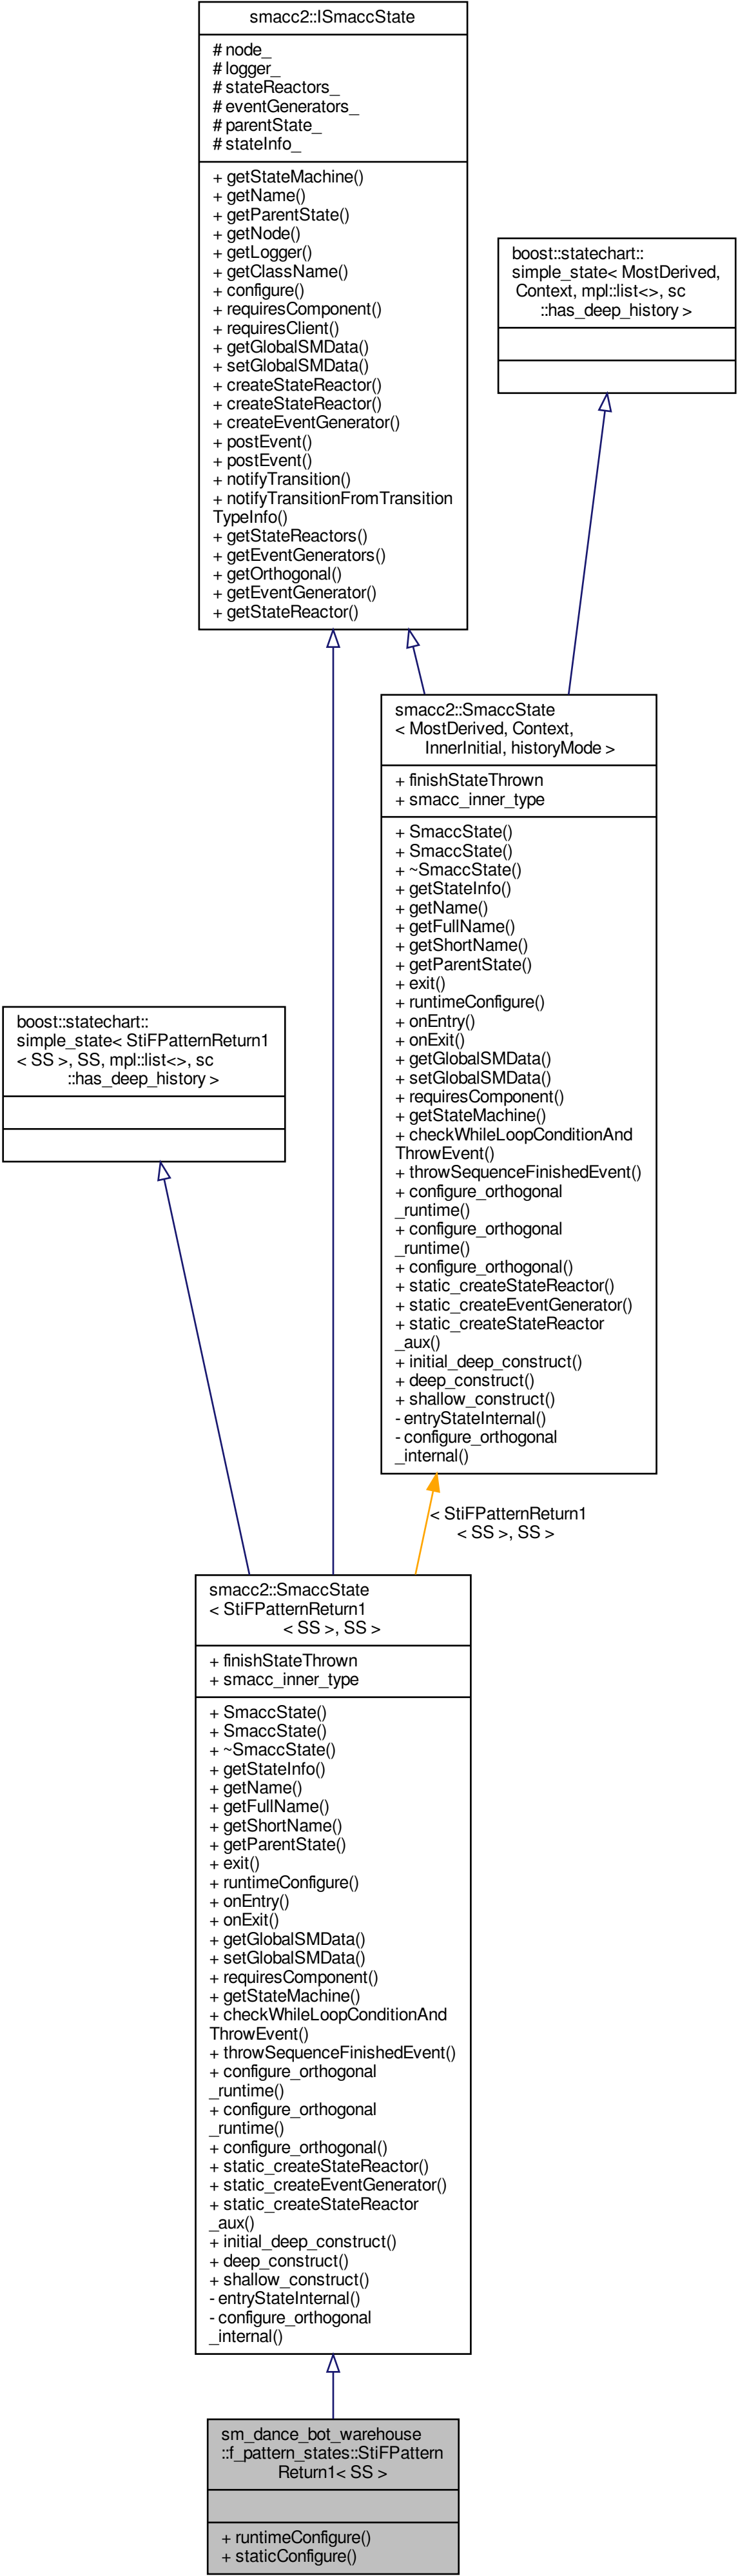 smacc2::ISmaccState
# node_
# logger_
# stateReactors_
# eventGenerators_
# parentState_
# stateInfo_
+ getStateMachine()
+ getName()
+ getParentState()
+ getNode()
+ getLogger()
+ getClassName()
+ configure()
+ requiresComponent()
+ requiresClient()
+ getGlobalSMData()
+ setGlobalSMData()
+ createStateReactor()
+ createStateReactor()
+ createEventGenerator()
+ postEvent()
+ postEvent()
+ notifyTransition()
+ notifyTransitionFromTransition
TypeInfo()
+ getStateReactors()
+ getEventGenerators()
+ getOrthogonal()
+ getEventGenerator()
+ getStateReactor()
boost::statechart::
simple_state< MostDerived,
Context, mpl::list<>, sc
::has_deep_history >
smacc2::SmaccState
< MostDerived, Context,
InnerInitial, historyMode >
+ finishStateThrown
+ smacc_inner_type
+ SmaccState()
+ SmaccState()
+ ~SmaccState()
+ getStateInfo()
+ getName()
+ getFullName()
+ getShortName()
+ getParentState()
+ exit()
+ runtimeConfigure()
+ onEntry()
+ onExit()
+ getGlobalSMData()
+ setGlobalSMData()
+ requiresComponent()
+ getStateMachine()
+ checkWhileLoopConditionAnd
ThrowEvent()
+ throwSequenceFinishedEvent()
+ configure_orthogonal
_runtime()
+ configure_orthogonal
_runtime()
+ configure_orthogonal()
+ static_createStateReactor()
+ static_createEventGenerator()
+ static_createStateReactor
_aux()
+ initial_deep_construct()
+ deep_construct()
+ shallow_construct()
- entryStateInternal()
- configure_orthogonal
_internal()
boost::statechart::
simple_state< StiFPatternReturn1
< SS >, SS, mpl::list<>, sc
::has_deep_history >
< StiFPatternReturn1
< SS >, SS >
smacc2::SmaccState
< StiFPatternReturn1
< SS >, SS >
+ finishStateThrown
+ smacc_inner_type
+ SmaccState()
+ SmaccState()
+ ~SmaccState()
+ getStateInfo()
+ getName()
+ getFullName()
+ getShortName()
+ getParentState()
+ exit()
+ runtimeConfigure()
+ onEntry()
+ onExit()
+ getGlobalSMData()
+ setGlobalSMData()
+ requiresComponent()
+ getStateMachine()
+ checkWhileLoopConditionAnd
ThrowEvent()
+ throwSequenceFinishedEvent()
+ configure_orthogonal
_runtime()
+ configure_orthogonal
_runtime()
+ configure_orthogonal()
+ static_createStateReactor()
+ static_createEventGenerator()
+ static_createStateReactor
_aux()
+ initial_deep_construct()
+ deep_construct()
+ shallow_construct()
- entryStateInternal()
- configure_orthogonal
_internal()
sm_dance_bot_warehouse
::f_pattern_states::StiFPattern
Return1< SS >
+ runtimeConfigure()
+ staticConfigure()